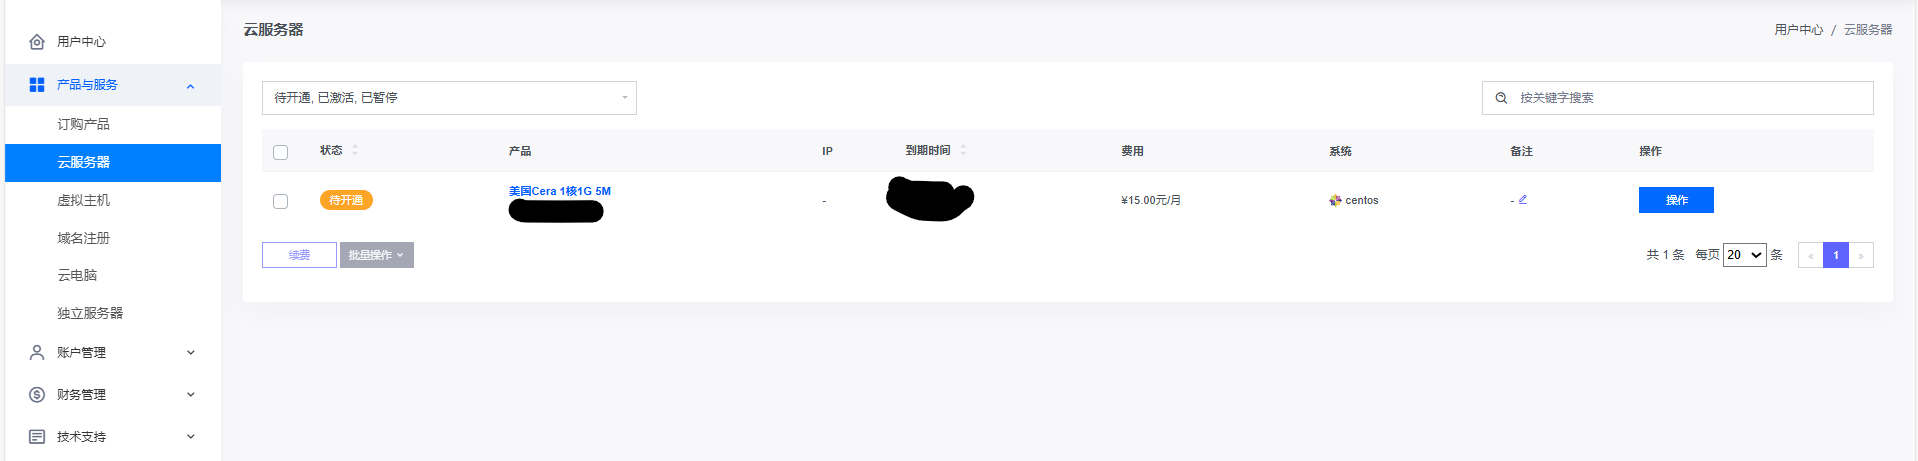 用户中心
产品与服务
订购产品
云服务器
虚拟主机
域名注册
云电脑
独立服务器
账户管理
财务管理
技术支持
云服务器
用户中心 / 云服务器
待开通, 已激活, 已暂停
按关键字搜索
状态 产品 IP 到期时间 费用 系统 备注 操作
待开通 美国Cera 1核1G 5M - ¥15.00元/月 centos - 操作
续费 批量操作
共 1 条 每页 20 条 « 1 »